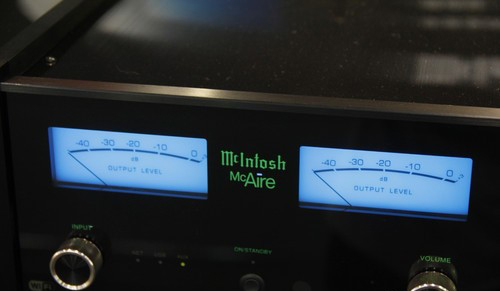 -40 -30 -20 -10 0
dB
OUTPUT LEVEL
McIntosh
McAire
-40 -30 -20 -10 0
dB
OUTPUT LEVEL
INPUT
ON/STANDBY
VOLUME